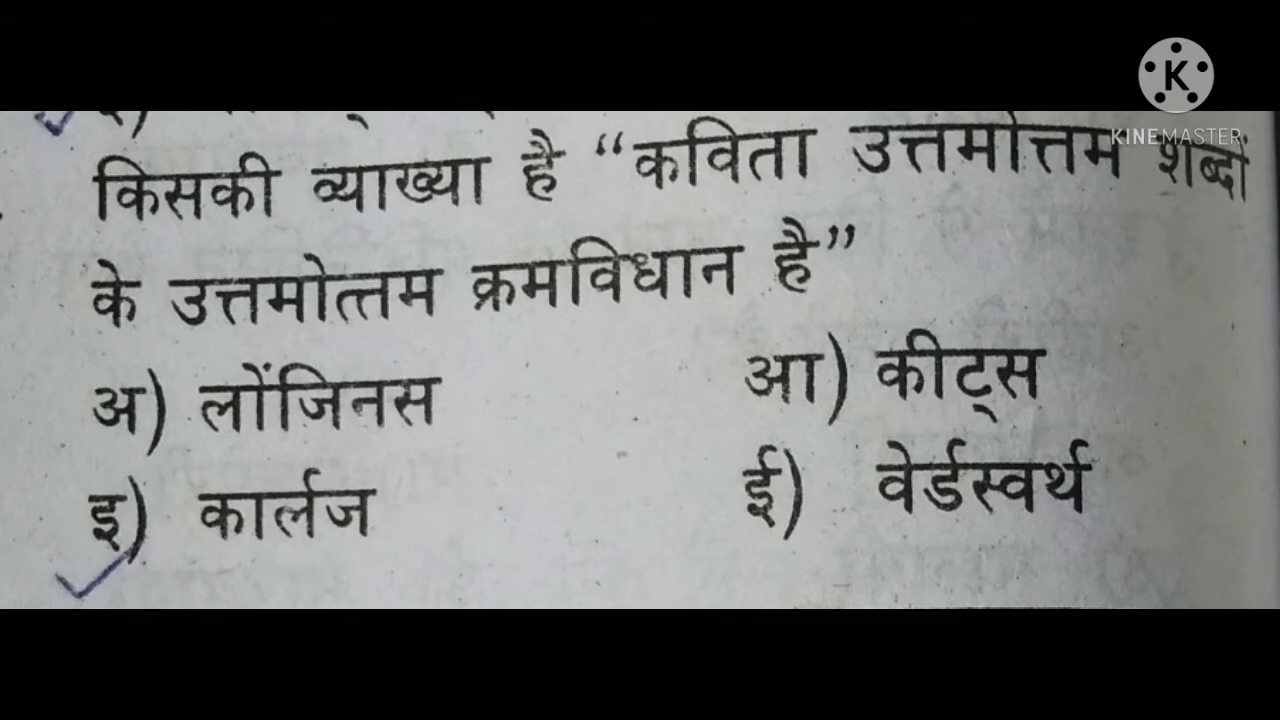 K
KINEMASTER
किसकी व्याख्या है “कविता उत्तमोत्तम शब्दों
के उत्तमोत्तम क्रमविधान है”
अ) लोंजिनस आ) कीट्स
इ) कार्लज ई) वेर्डस्वर्थ